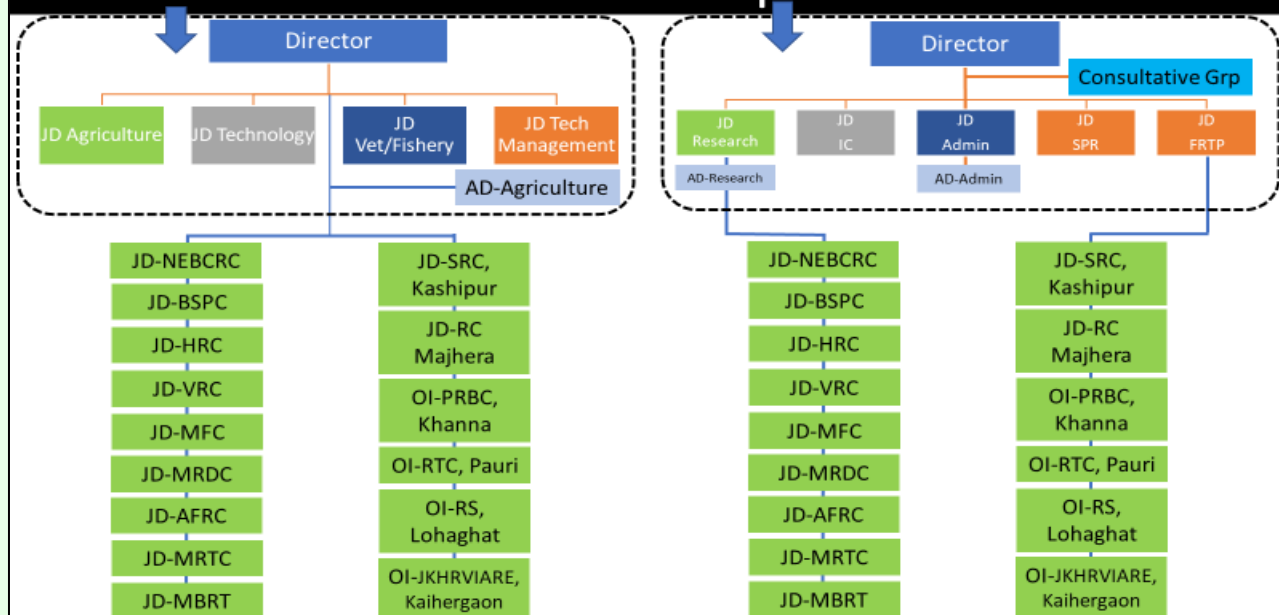 Director
JD Agriculture
JD Technology
JD
Vet/Fishery
JD Tech
Management
AD-Agriculture
JD-NEBCRC
JD-BSPC
JD-HRC
JD-VRC
JD-MFC
JD-MRDC
JD-AFRC
JD-MRTC
JD-MBRT
JD-SRC,
Kashipur
JD-RC
Majhera
OI-PRBC,
Khanna
OI-RTC, Pauri
OI-RS,
Lohaghat
OI-JKHRVIARE,
Kaihergaon
Director
Consultative Grp
JD
Research
JD
IC
JD
Admin
JD
SPR
JD
FRTP
AD-Research
AD-Admin
JD-NEBCRC
JD-BSPC
JD-HRC
JD-VRC
JD-MFC
JD-MRDC
JD-AFRC
JD-MRTC
JD-MBRT
JD-SRC,
Kashipur
JD-RC
Majhera
OI-PRBC,
Khanna
OI-RTC, Pauri
OI-RS,
Lohaghat
OI-JKHRVIARE,
Kaihergaon